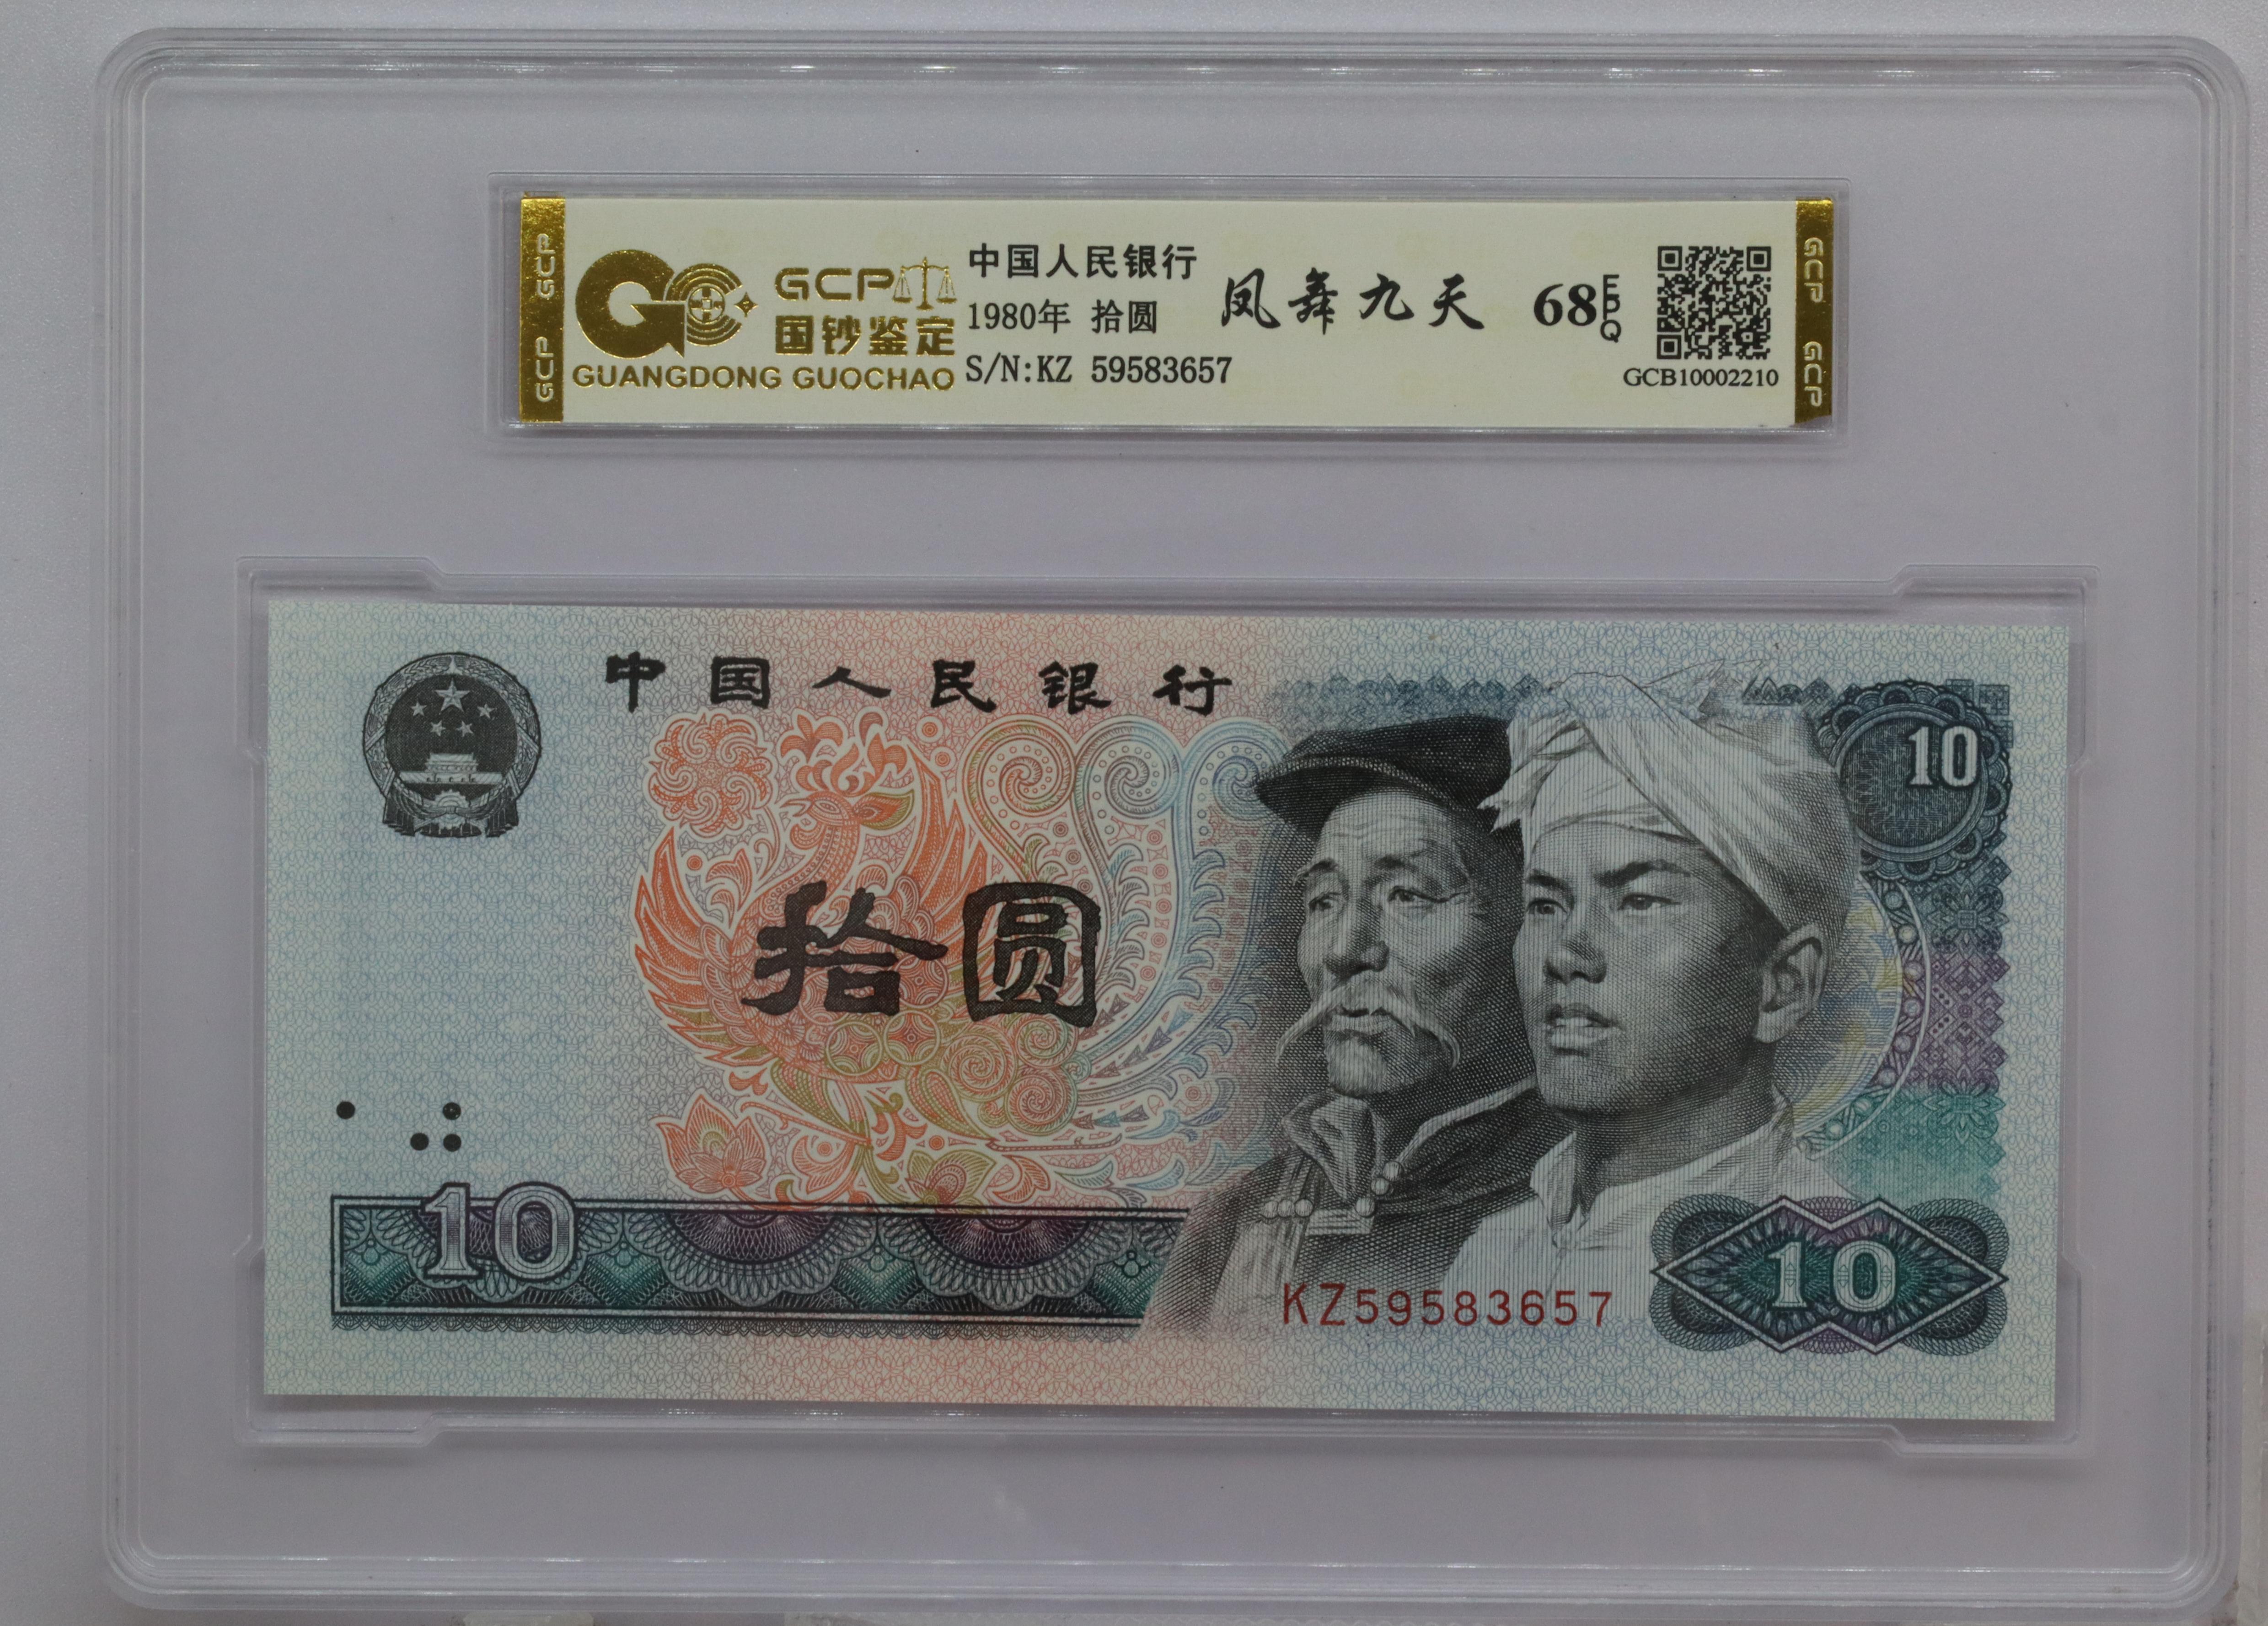 GCP GCP
GCP
国钞鉴定
GUANGDONG GUOCHAO
中国人民银行
1980年 拾圆
S/N:KZ 59583657
凤舞九天
68 EPQ
GCB10002210
GCP GCP
中国人民银行
10
拾圆
10
KZ59583657
10